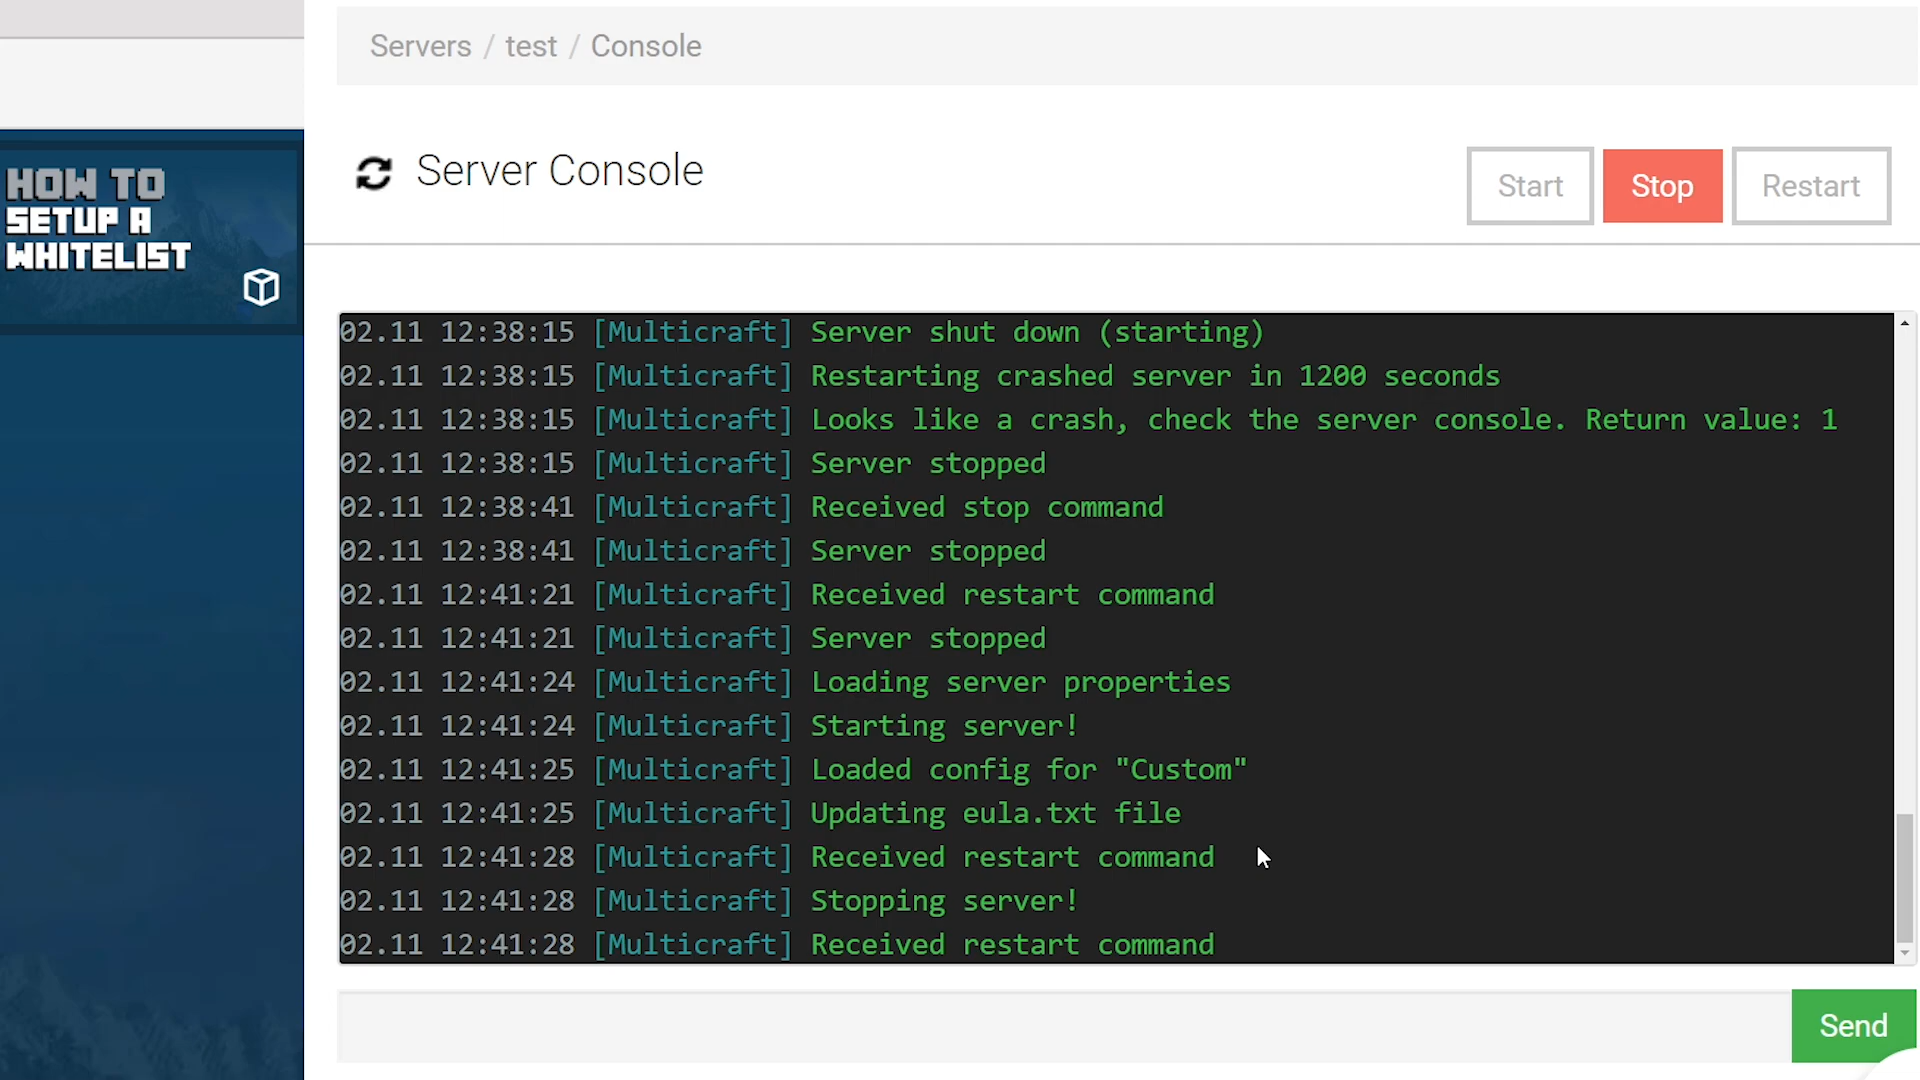 Servers / test / Console
HOW TO
SETUP A
WHITELIST
Server Console
Start
Stop
Restart
02.11 12:38:15 [Multicraft] Server shut down (starting)
02.11 12:38:15 [Multicraft] Restarting crashed server in 1200 seconds
02.11 12:38:15 [Multicraft] Looks like a crash, check the server console. Return value: 1
02.11 12:38:15 [Multicraft] Server stopped
02.11 12:38:41 [Multicraft] Received stop command
02.11 12:38:41 [Multicraft] Server stopped
02.11 12:41:21 [Multicraft] Received restart command
02.11 12:41:21 [Multicraft] Server stopped
02.11 12:41:24 [Multicraft] Loading server properties
02.11 12:41:24 [Multicraft] Starting server!
02.11 12:41:25 [Multicraft] Loaded config for "Custom"
02.11 12:41:25 [Multicraft] Updating eula.txt file
02.11 12:41:28 [Multicraft] Received restart command
02.11 12:41:28 [Multicraft] Stopping server!
02.11 12:41:28 [Multicraft] Received restart command
Send